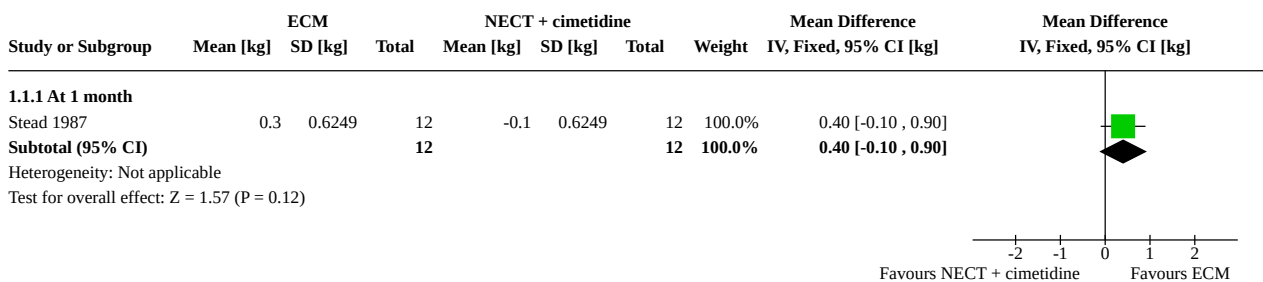 ECM NECT + cimetidine Mean Difference Mean Difference
Study or Subgroup Mean [kg] SD [kg] Total Mean [kg] SD [kg] Total Weight IV, Fixed, 95% CI [kg] IV, Fixed, 95% CI [kg]
1.1.1 At 1 month
Stead 1987 0.3 0.6249 12 -0.1 0.6249 12 100.0% 0.40 [-0.10 , 0.90]
Subtotal (95% CI) 12 12 100.0% 0.40 [-0.10 , 0.90]
Heterogeneity: Not applicable
Test for overall effect: Z = 1.57 (P = 0.12)
-2 -1 0 1 2
Favours NECT + cimetidine Favours ECM